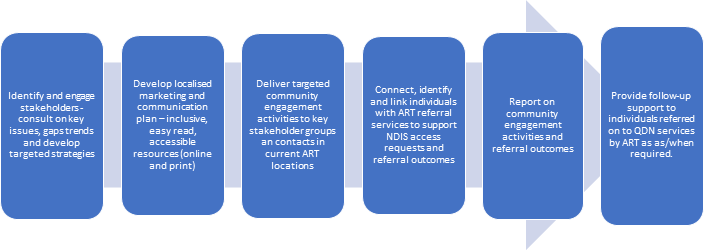 Identify and engage
stakeholders -
consult on key
issues, gaps trends
and develop
targeted strategies
Develop localised
marketing and
communication
plan – inclusive,
easy read,
accessible
resources (online
and print)
Deliver targeted
community
engagement
activities to key
stakeholder groups
an contacts in
current ART
locations
Connect, identify
and link individuals
with ART referral
services to support
NDIS access
requests and
referral outcomes
Report on
community
engagement
activities and
referral outcomes
Provide follow-up
support to
individuals referred
on to QDN services
by ART as as/when
required.